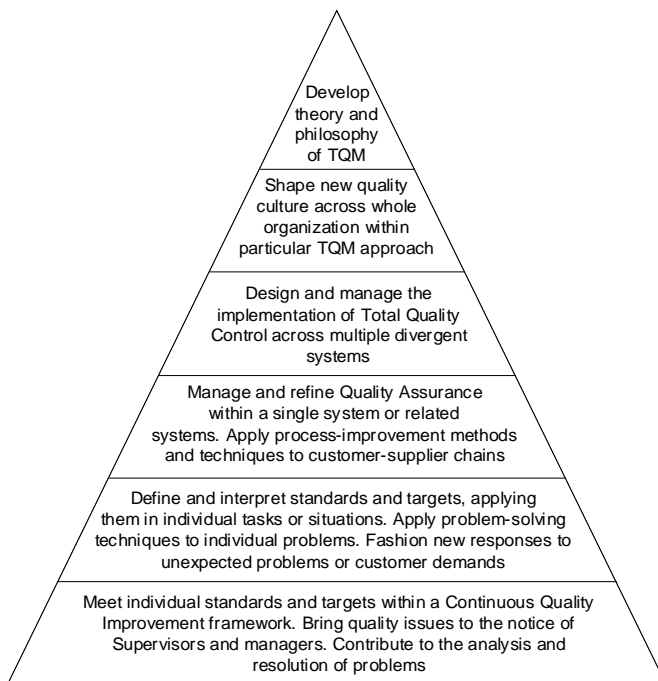 Develop
theory and
philosophy
of TQM
Shape new quality
culture across whole
organization within
particular TQM approach
Design and manage the
implementation of Total Quality
Control across multiple divergent
systems
Manage and refine Quality Assurance
within a single system or related
systems. Apply process-improvement methods
and techniques to customer-supplier chains
Define and interpret standards and targets, applying
them in individual tasks or situations. Apply problem-solving
techniques to individual problems. Fashion new responses to
unexpected problems or customer demands
Meet individual standards and targets within a Continuous Quality
Improvement framework. Bring quality issues to the notice of
Supervisors and managers. Contribute to the analysis and
resolution of problems